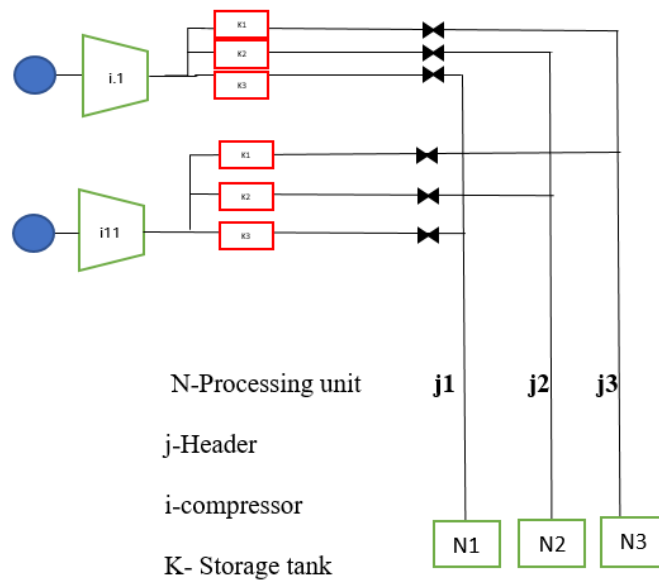 K1
K2
i.1
K3
K1
K2
i11
K3
N-Processing unit
j1
j2
j3
j-Header
i-compressor
K- Storage tank
N1
N2
N3